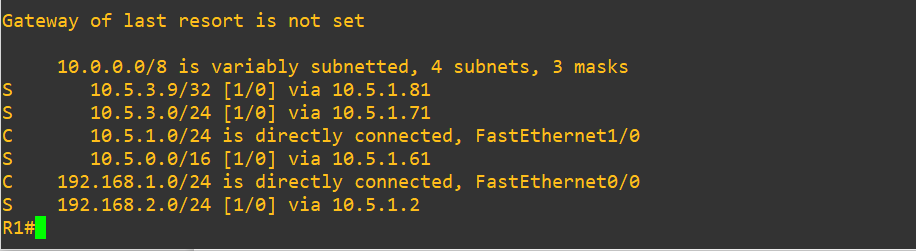 Gateway of last resort is not set
     10.0.0.0/8 is variably subnetted, 4 subnets, 3 masks
S       10.5.3.9/32 [1/0] via 10.5.1.81
S       10.5.3.0/24 [1/0] via 10.5.1.71
C       10.5.1.0/24 is directly connected, FastEthernet1/0
S       10.5.0.0/16 [1/0] via 10.5.1.61
C    192.168.1.0/24 is directly connected, FastEthernet0/0
S    192.168.2.0/24 [1/0] via 10.5.1.2
R1#